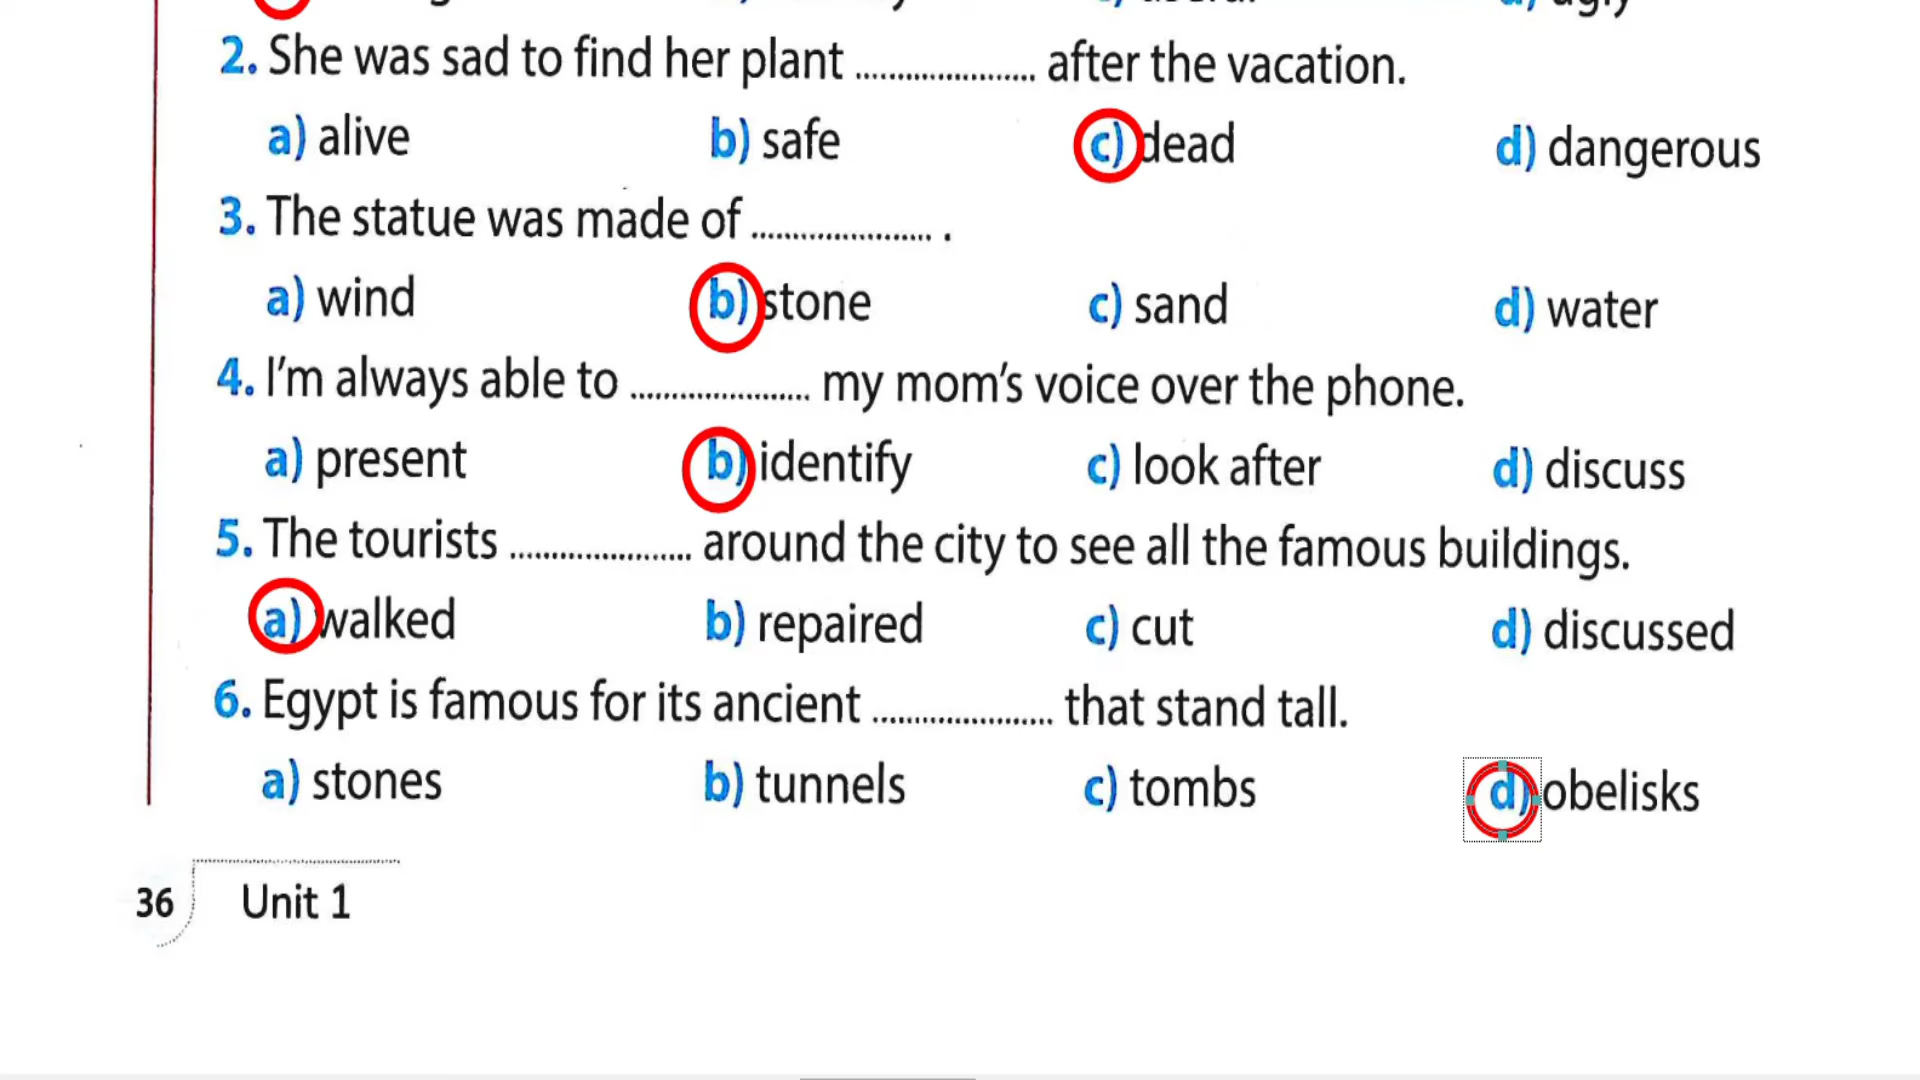 2. She was sad to find her plant ...................... after the vacation.
a) alive b) safe c) dead d) dangerous
3. The statue was made of ...................... .
a) wind b) stone c) sand d) water
4. I'm always able to ...................... my mom's voice over the phone.
a) present b) identify c) look after d) discuss
5. The tourists ...................... around the city to see all the famous buildings.
a) walked b) repaired c) cut d) discussed
6. Egypt is famous for its ancient ...................... that stand tall.
a) stones b) tunnels c) tombs d) obelisks
36 Unit 1